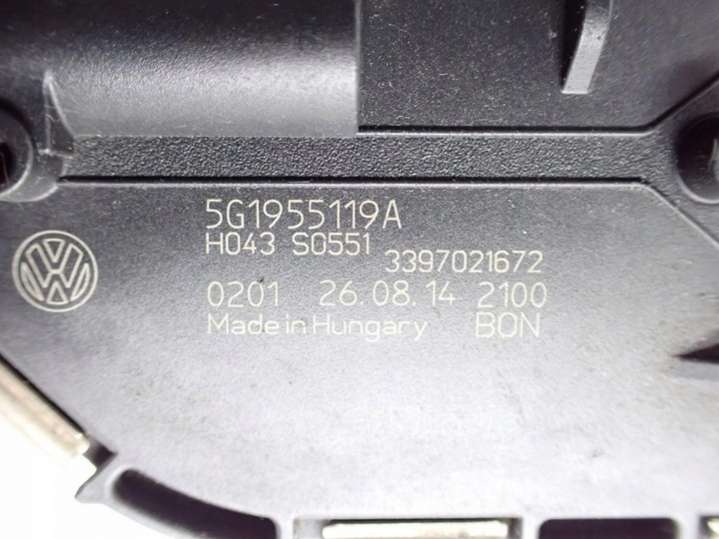 5G1955119A
H043 S0551
3397021672
0201 26.08.14 2100
Made in Hungary BON